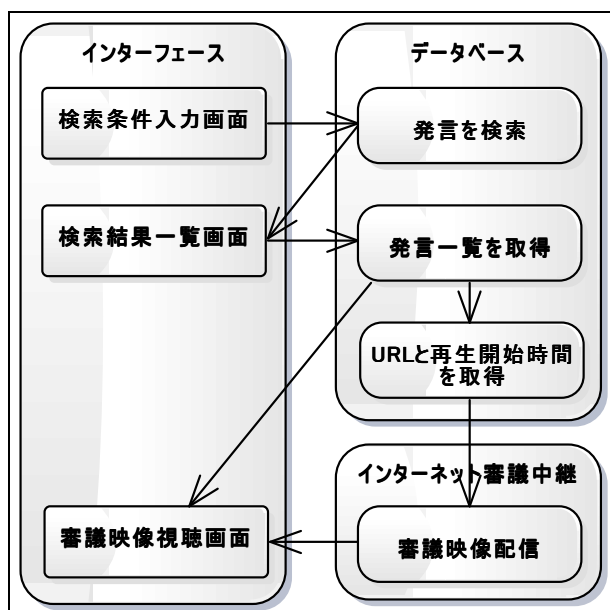 インターフェース
検索条件入力画面
検索結果一覧画面
審議映像視聴画面
データベース
発言を検索
発言一覧を取得
URLと再生開始時間
を取得
インターネット審議中継
審議映像配信